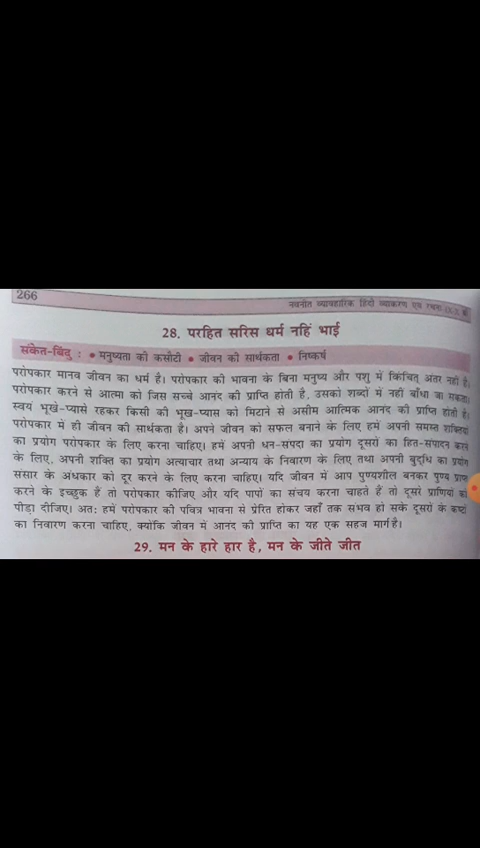 266
नवनीत व्यावहारिक हिंदी व्याकरण एवं रचना (X-)
28. परहित सरिस धर्म नहिं भाई
संकेत-बिंदु : • मनुष्यता की कसौटी • जीवन की सार्थकता • निष्कर्ष
परोपकार मानव जीवन का धर्म है। परोपकार की भावना के बिना मनुष्य और पशु में किंचित् अंतर नहीं है।
परोपकार करने से आत्मा को जिस सच्चे आनंद की प्राप्ति होती है, उसको शब्दों में नहीं बाँधा जा सकता।
स्वयं भूखे-प्यासे रहकर किसी की भूख-प्यास को मिटाने से असीम आत्मिक आनंद की प्राप्ति होती है।
परोपकार में ही जीवन की सार्थकता है। अपने जीवन को सफल बनाने के लिए हमें अपनी समस्त शक्तियों
का प्रयोग परोपकार के लिए करना चाहिए। हमें अपनी धन-संपदा का प्रयोग दूसरों का हित-संपादन करने
के लिए, अपनी शक्ति का प्रयोग अत्याचार तथा अन्याय के निवारण के लिए तथा अपनी बुद्धि का प्रयोग
संसार के अंधकार को दूर करने के लिए करना चाहिए। यदि जीवन में आप पुण्यशील बनकर पुण्य प्राप्त
करने के इच्छुक हैं तो परोपकार कीजिए और यदि पापों का संचय करना चाहते हैं तो दूसरे प्राणियों को
पीड़ा दीजिए। अतः हमें परोपकार की पवित्र भावना से प्रेरित होकर जहाँ तक संभव हो सके दूसरों के कष्टों
का निवारण करना चाहिए, क्योंकि जीवन में आनंद की प्राप्ति का यह एक सहज मार्ग है।
29. मन के हारे हार है, मन के जीते जीत